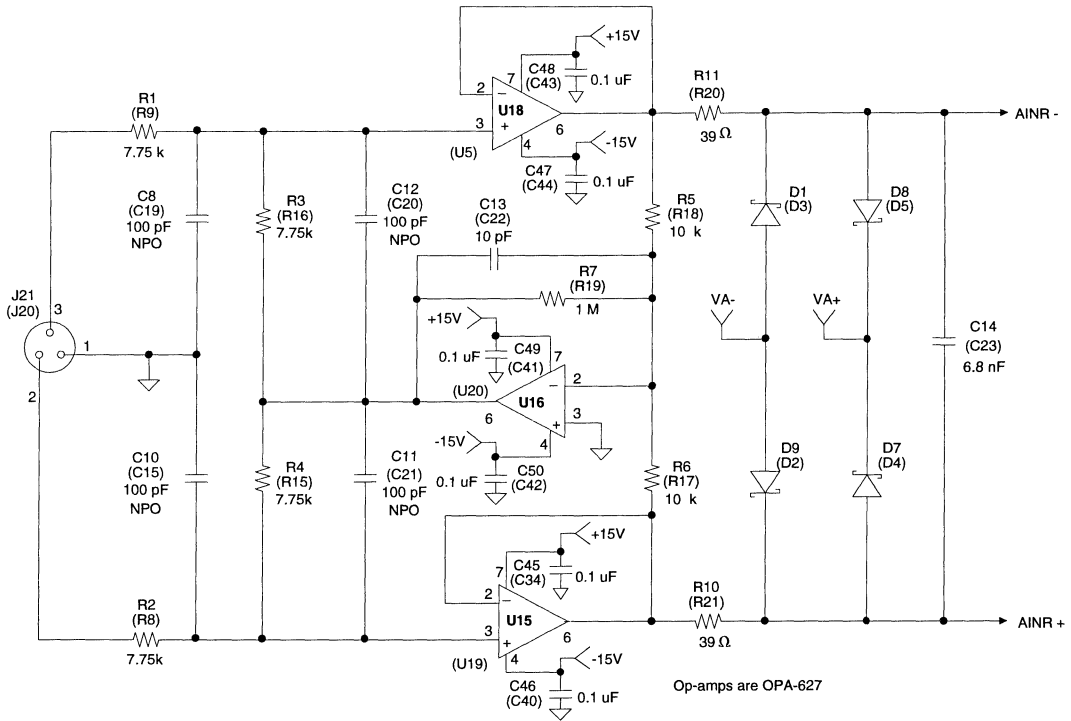 +15V
C48
(C43)
7
0.1 uF
2
−
U18
R11
(R20)
39 Ω
AINR -
R1
(R9)
7.75 k
3
+
6
4
-15V
(U5)
C47
(C44)
0.1 uF
C8
(C19)
100 pF
NPO
R3
(R16)
7.75k
C12
(C20)
100 pF
NPO
C13
(C22)
10 pF
R5
(R18)
10 k
D1
(D3)
D8
(D5)
R7
(R19)
1 M
J21
(J20)
3
1
2
+15V
0.1 uF
C49
(C41)
7
VA-
VA+
C14
(C23)
6.8 nF
(U20)
6
U16
−
2
+
3
4
-15V
0.1 uF
C50
(C42)
C10
(C15)
100 pF
NPO
R4
(R15)
7.75k
C11
(C21)
100 pF
NPO
R6
(R17)
10 k
D9
(D2)
D7
(D4)
+15V
C45
(C34)
7
0.1 uF
2
−
U15
R10
(R21)
39 Ω
AINR +
R2
(R8)
7.75k
3
+
6
4
-15V
(U19)
C46
(C40)
0.1 uF
Op-amps are OPA-627